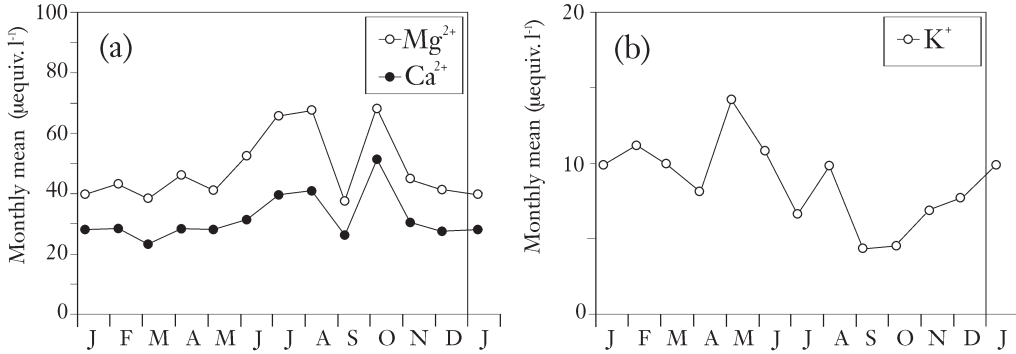 Monthly mean (µequiv. l⁻¹)
100
80
60
40
20
0
(a)
Mg²⁺
Ca²⁺
J F M A M J J A S O N D J
Monthly mean (µequiv. l⁻¹)
20
10
0
(b)
K⁺
J F M A M J J A S O N D J